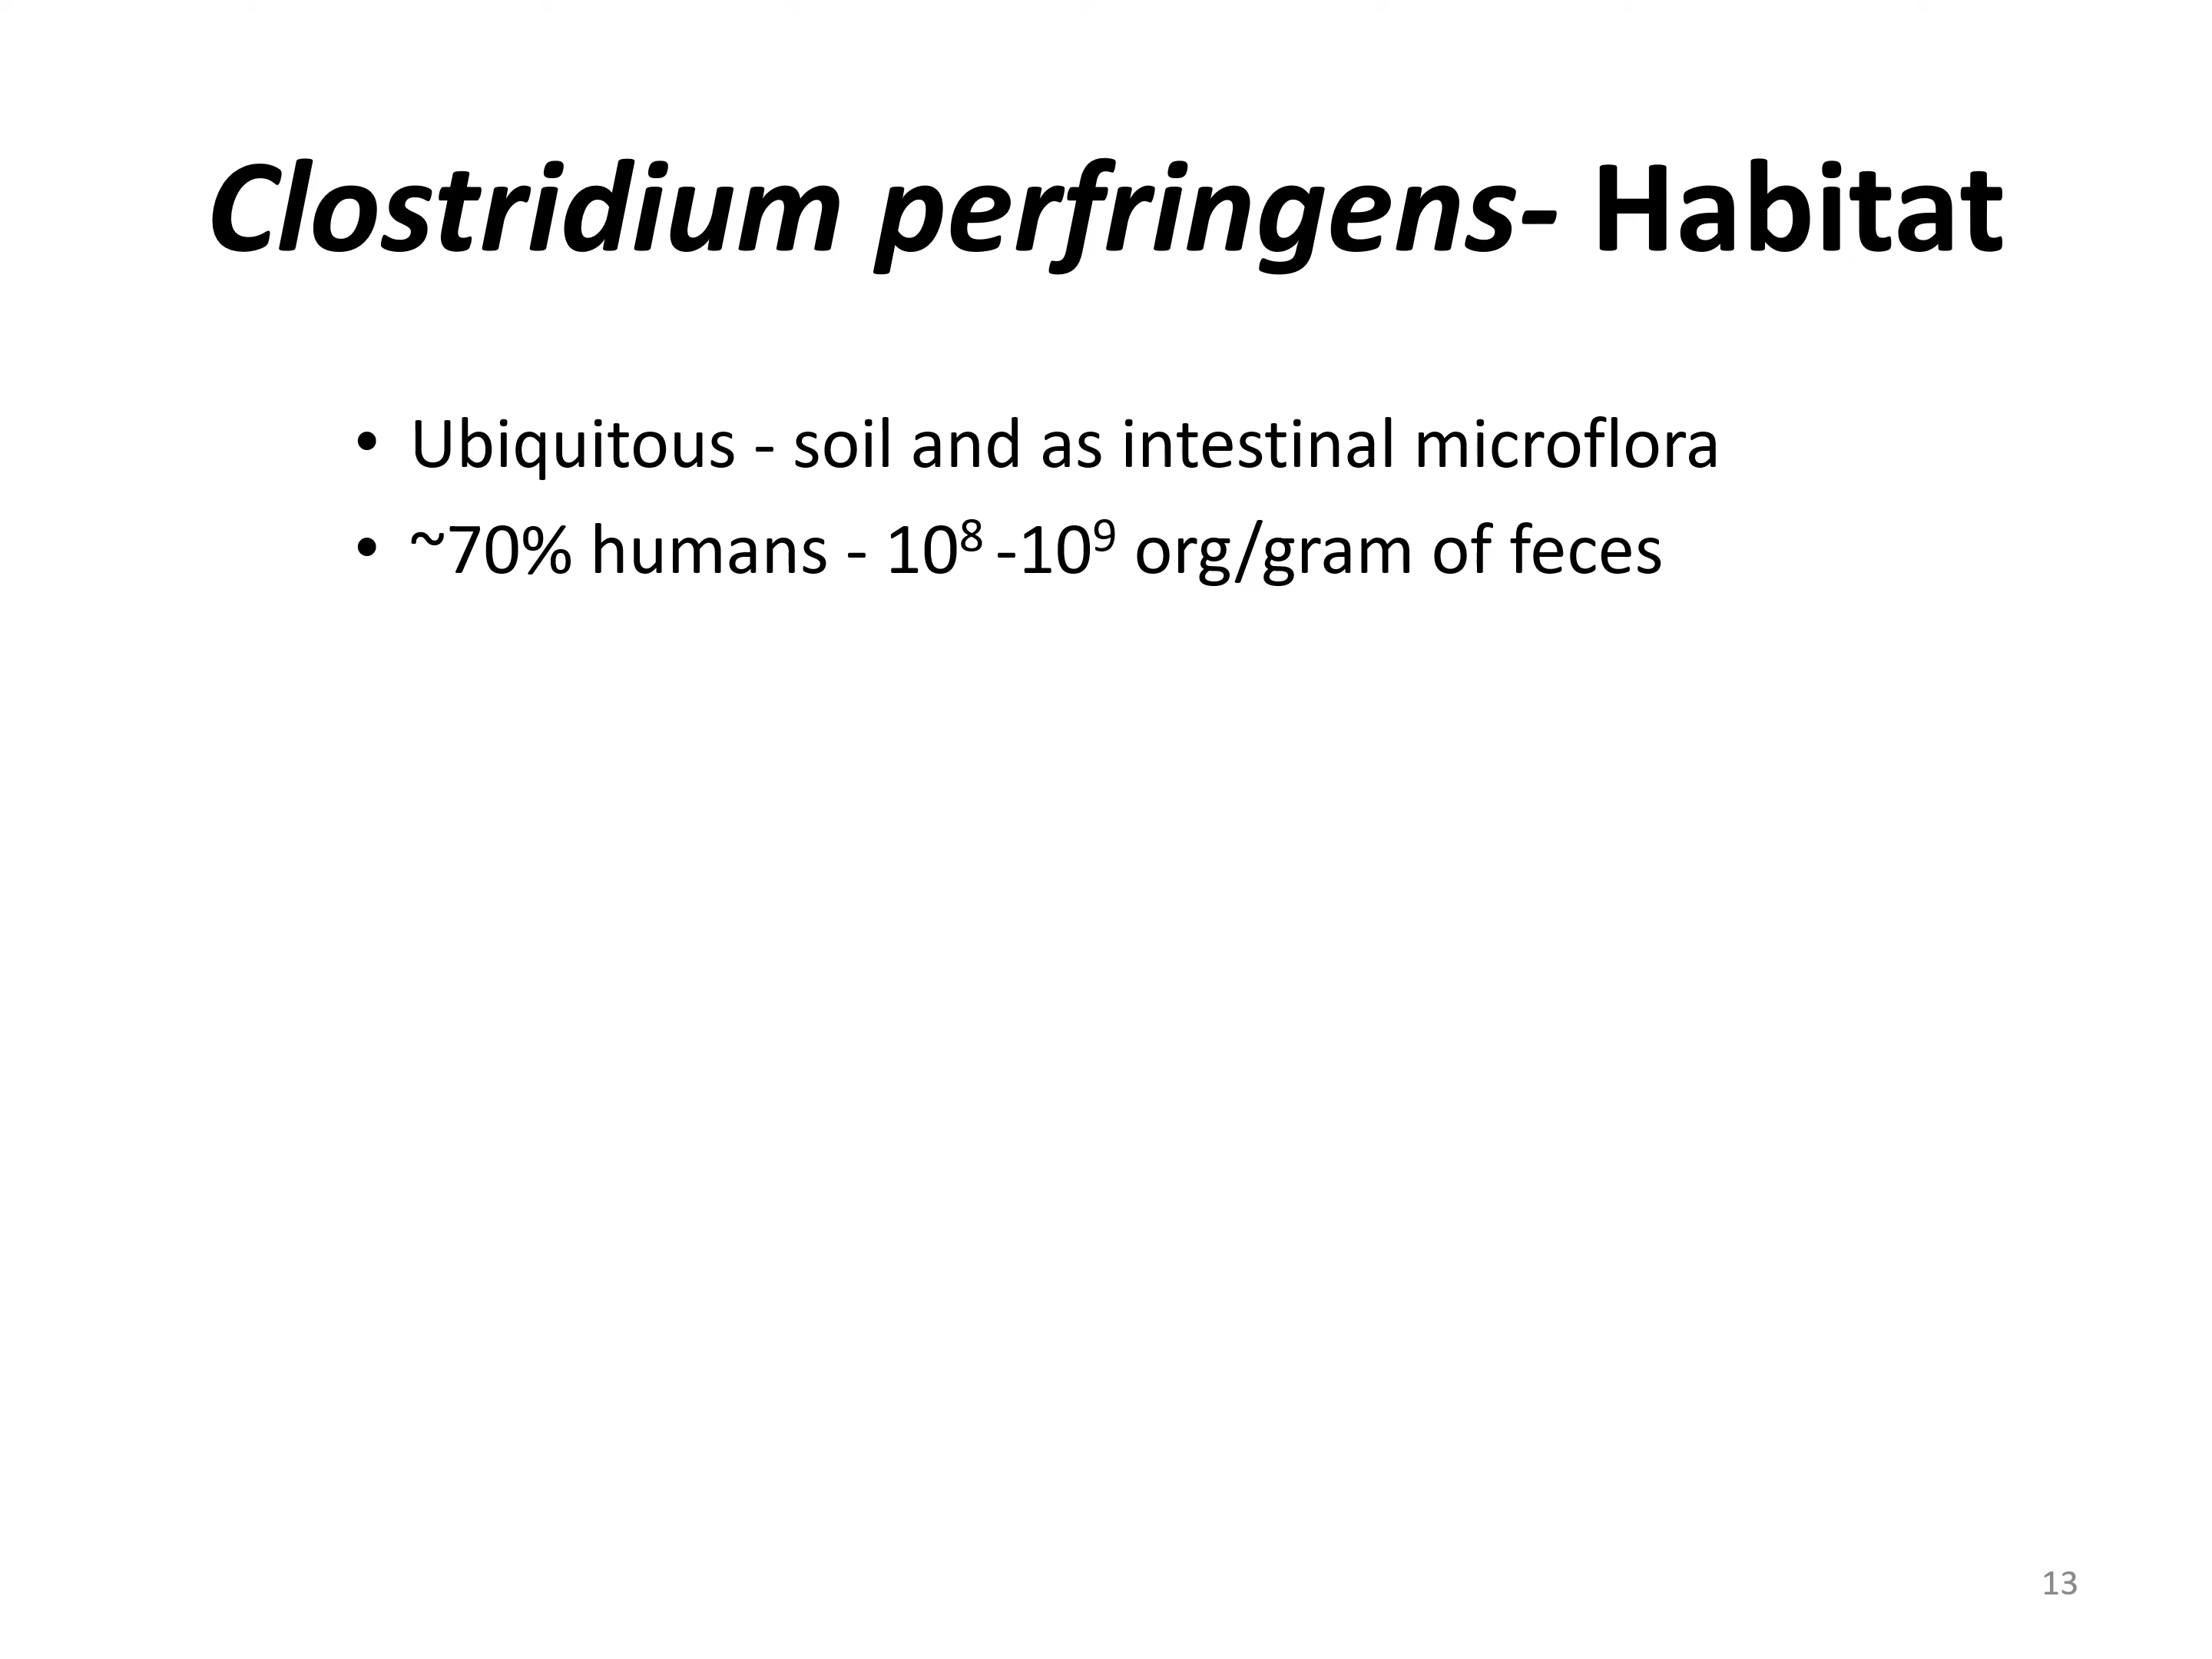 Clostridium perfringens- Habitat
• Ubiquitous - soil and as intestinal microflora
• ~70% humans - 10⁸ -10⁹ org/gram of feces
13